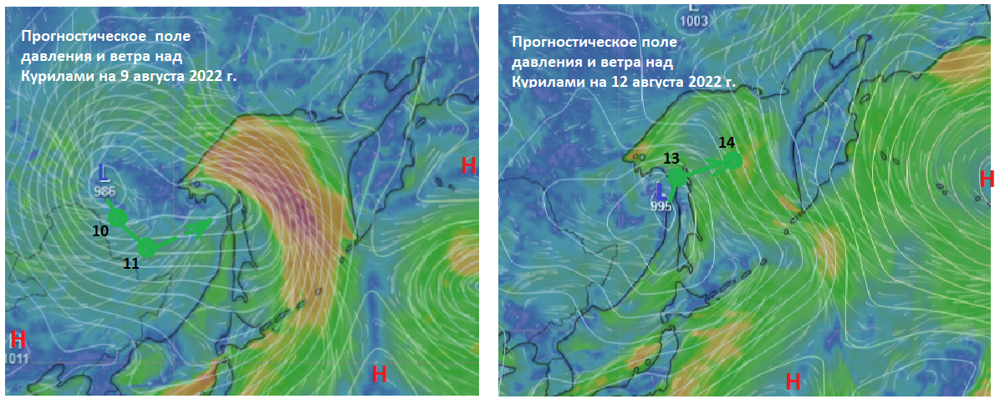 Прогностическое поле
давления и ветра над
Курилами на 9 августа 2022 г.
H
L
986
10
11
H
1011
H
L
1003
Прогностическое поле
давления и ветра над
Курилами на 12 августа 2022 г.
14
13
H
L
995
H